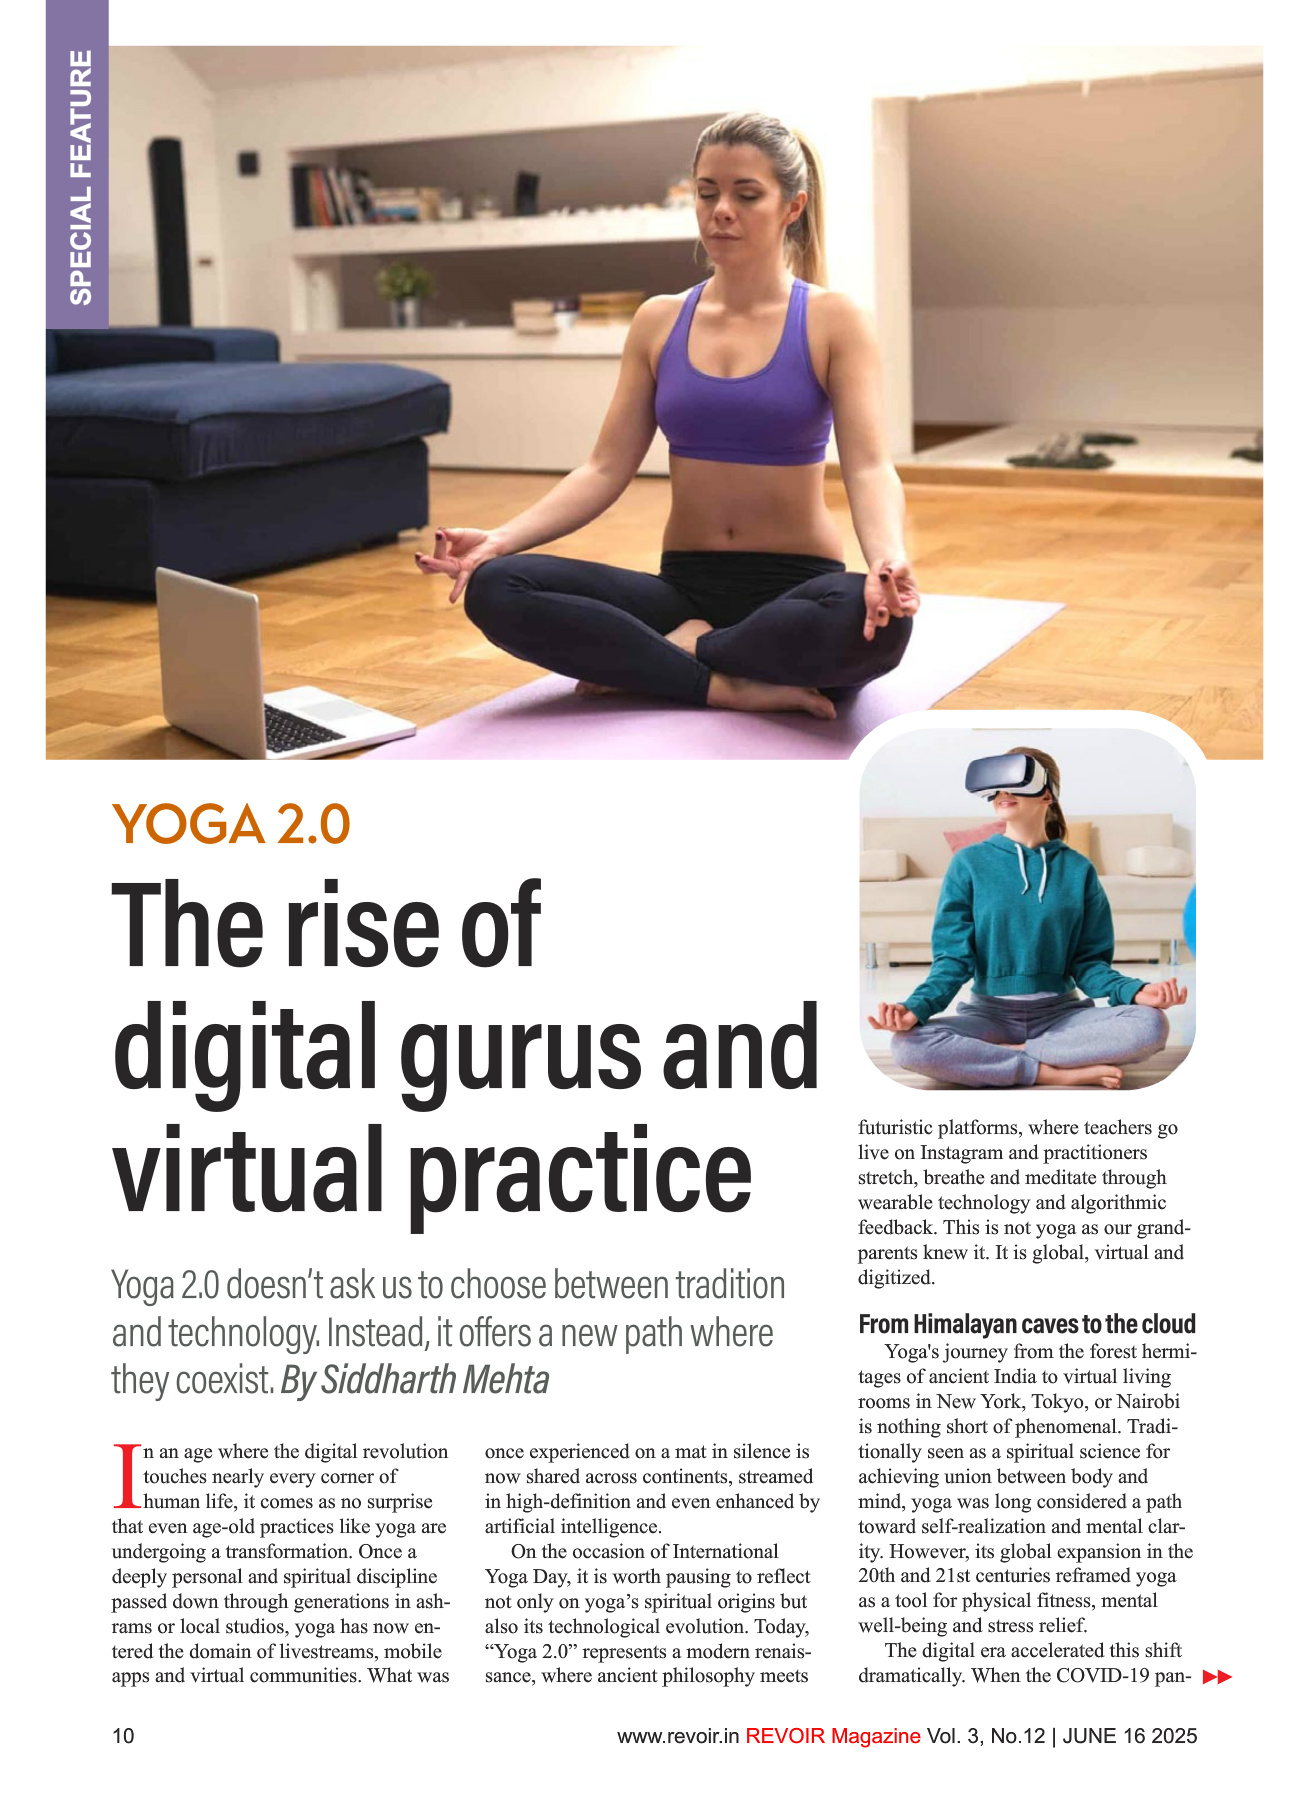 SPECIAL FEATURE
YOGA 2.0
The rise of
digital gurus and
virtual practice
Yoga 2.0 doesn't ask us to choose between tradition
and technology. Instead, it offers a new path where
they coexist. By Siddharth Mehta
In an age where the digital revolution
touches nearly every corner of
human life, it comes as no surprise
that even age-old practices like yoga are
undergoing a transformation. Once a
deeply personal and spiritual discipline
passed down through generations in ash-
rams or local studios, yoga has now en-
tered the domain of livestreams, mobile
apps and virtual communities. What was
once experienced on a mat in silence is
now shared across continents, streamed
in high-definition and even enhanced by
artificial intelligence.
On the occasion of International
Yoga Day, it is worth pausing to reflect
not only on yoga’s spiritual origins but
also its technological evolution. Today,
“Yoga 2.0” represents a modern renais-
sance, where ancient philosophy meets
futuristic platforms, where teachers go
live on Instagram and practitioners
stretch, breathe and meditate through
wearable technology and algorithmic
feedback. This is not yoga as our grand-
parents knew it. It is global, virtual and
digitized.
From Himalayan caves to the cloud
Yoga's journey from the forest hermi-
tages of ancient India to virtual living
rooms in New York, Tokyo, or Nairobi
is nothing short of phenomenal. Tradi-
tionally seen as a spiritual science for
achieving union between body and
mind, yoga was long considered a path
toward self-realization and mental clar-
ity. However, its global expansion in the
20th and 21st centuries reframed yoga
as a tool for physical fitness, mental
well-being and stress relief.
The digital era accelerated this shift
dramatically. When the COVID-19 pan-
10
www.revoir.in REVOIR Magazine Vol. 3, No.12 | JUNE 16 2025